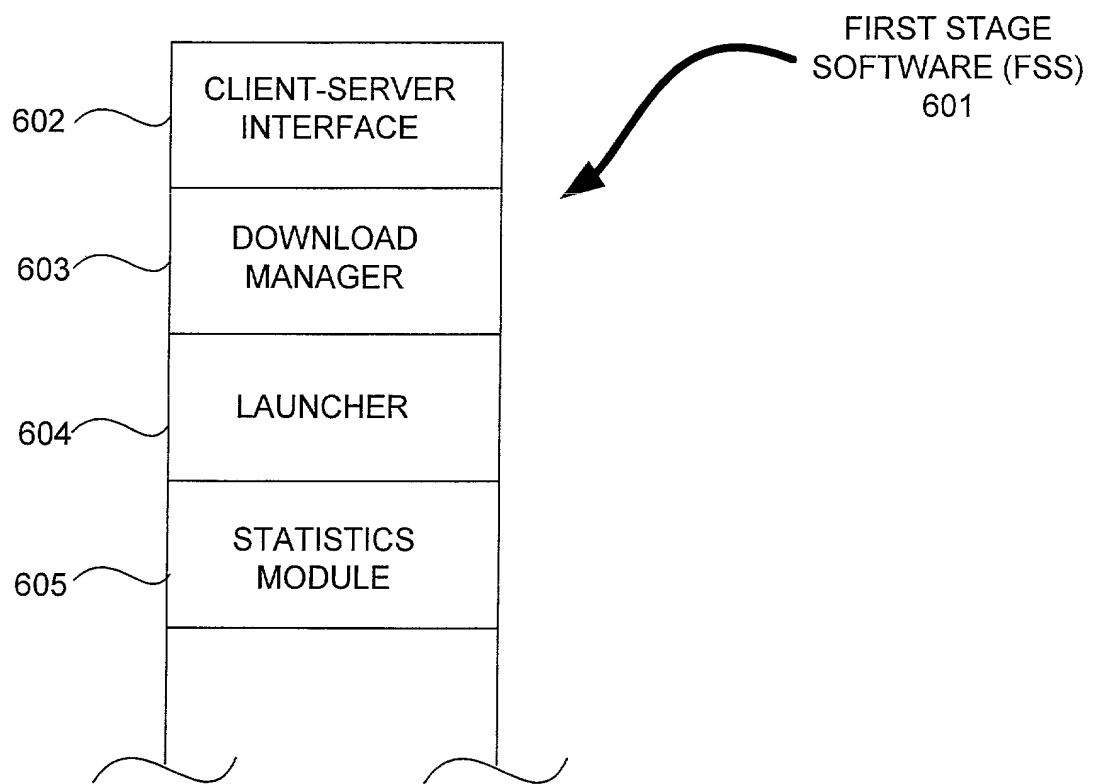 FIRST STAGE
SOFTWARE (FSS)
601
602
CLIENT-SERVER
INTERFACE
603
DOWNLOAD
MANAGER
604
LAUNCHER
605
STATISTICS
MODULE